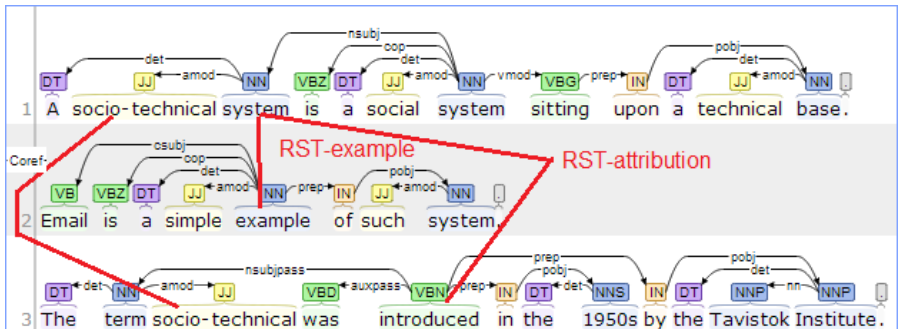 nsubj
cop
det det pobj
amod amod vmod prep det amod
DT JJ NN VBZ DT JJ NN VBG IN DT JJ NN .
1 A socio-technical system is a social system sitting upon a technical base.
RST-example RST-attribution
csubj
Coref
cop
det pobj
amod prep amod
VB VBZ DT JJ NN IN JJ NN .
2 Email is a simple example of such system.
prep
nsubjpass pobj pobj
det
det amod auxpass prep det nn
DT NN JJ VBD VBN IN DT NNS IN DT NNP NNP .
3 The term socio-technical was introduced in the 1950s by the Tavistok Institute.